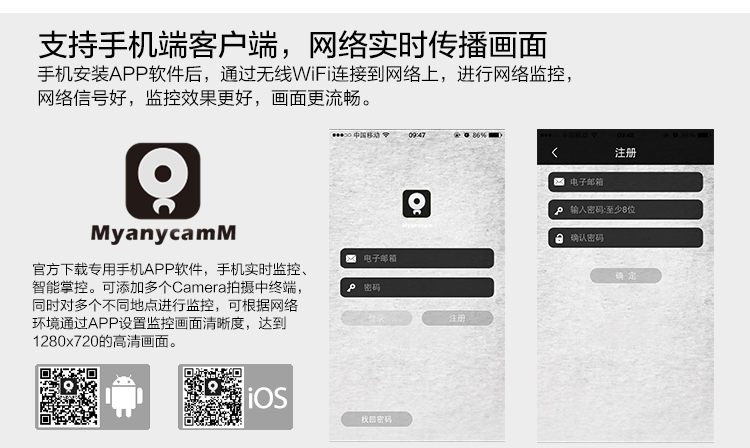 支持手机端客户端，网络实时传播画面
手机安装APP软件后，通过无线WiFi连接到网络上，进行网络监控，
网络信号好，监控效果更好，画面更流畅。
MyanycamM
官方下载专用手机APP软件，手机实时监控、
智能掌控。可添加多个Camera拍摄中终端，
同时对多个不同地点进行监控，可根据网络
环境通过APP设置监控画面清晰度，达到
1280x720的高清画面。
iOS
中国移动 09:47 86%
电子邮箱
密码
登录 注册
找回密码
注册
电子邮箱
输入密码:至少8位
确认密码
确 定